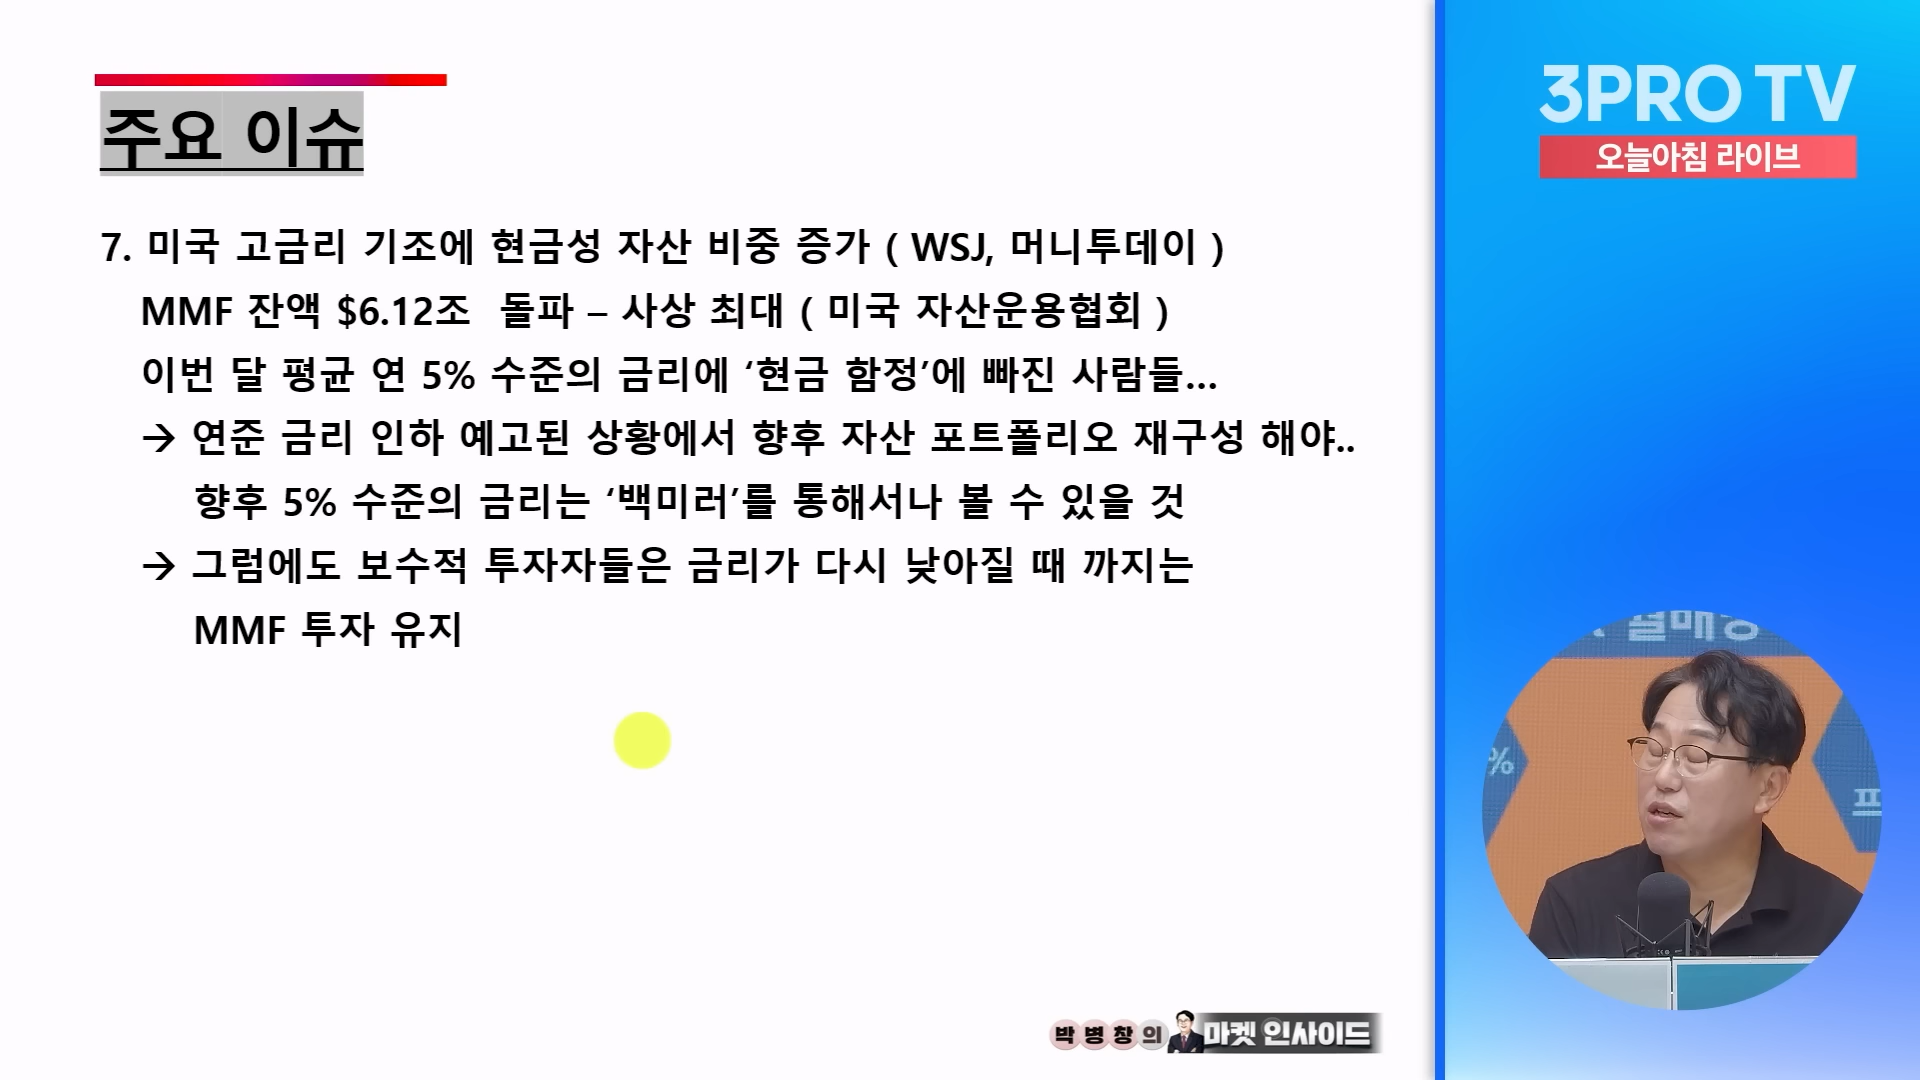 주요 이슈
7. 미국 고금리 기조에 현금성 자산 비중 증가 ( WSJ, 머니투데이 )
MMF 잔액 $6.12조 돌파 – 사상 최대 ( 미국 자산운용협회 )
이번 달 평균 연 5% 수준의 금리에 ‘현금 함정’에 빠진 사람들...
→ 연준 금리 인하 예고된 상황에서 향후 자산 포트폴리오 재구성 해야..
향후 5% 수준의 금리는 ‘백미러’를 통해서나 볼 수 있을 것
→ 그럼에도 보수적 투자자들은 금리가 다시 낮아질 때 까지는
MMF 투자 유지
박병창의 마켓 인사이드
3PRO TV
오늘아침 라이브
%
프